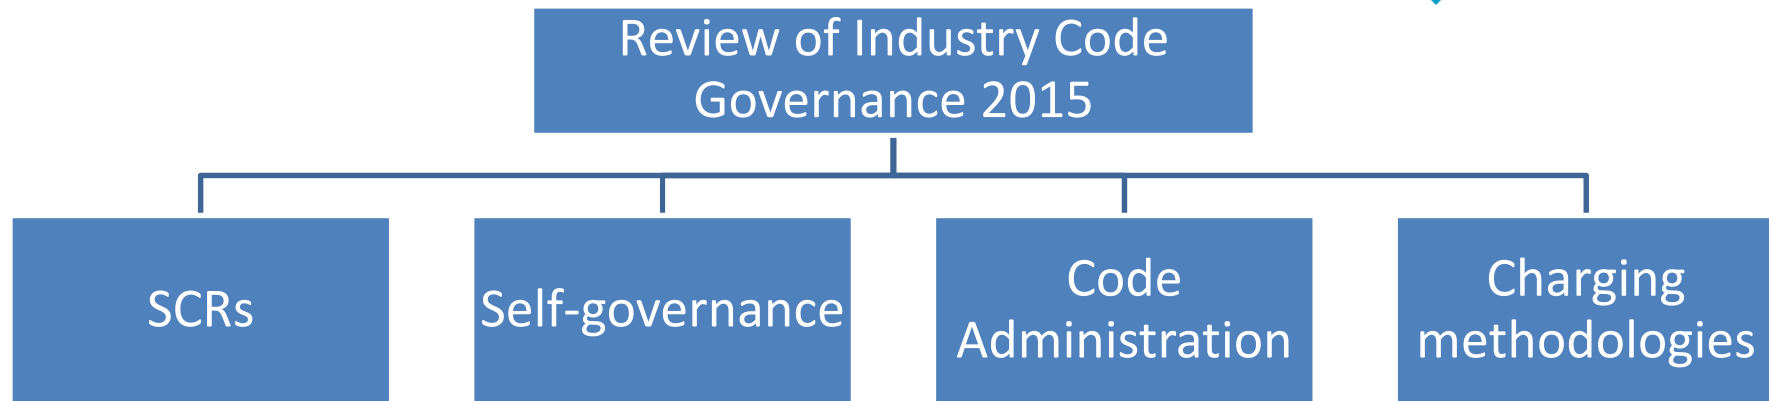 Review of Industry Code
Governance 2015
SCRs
Self-governance
Code
Administration
Charging
methodologies